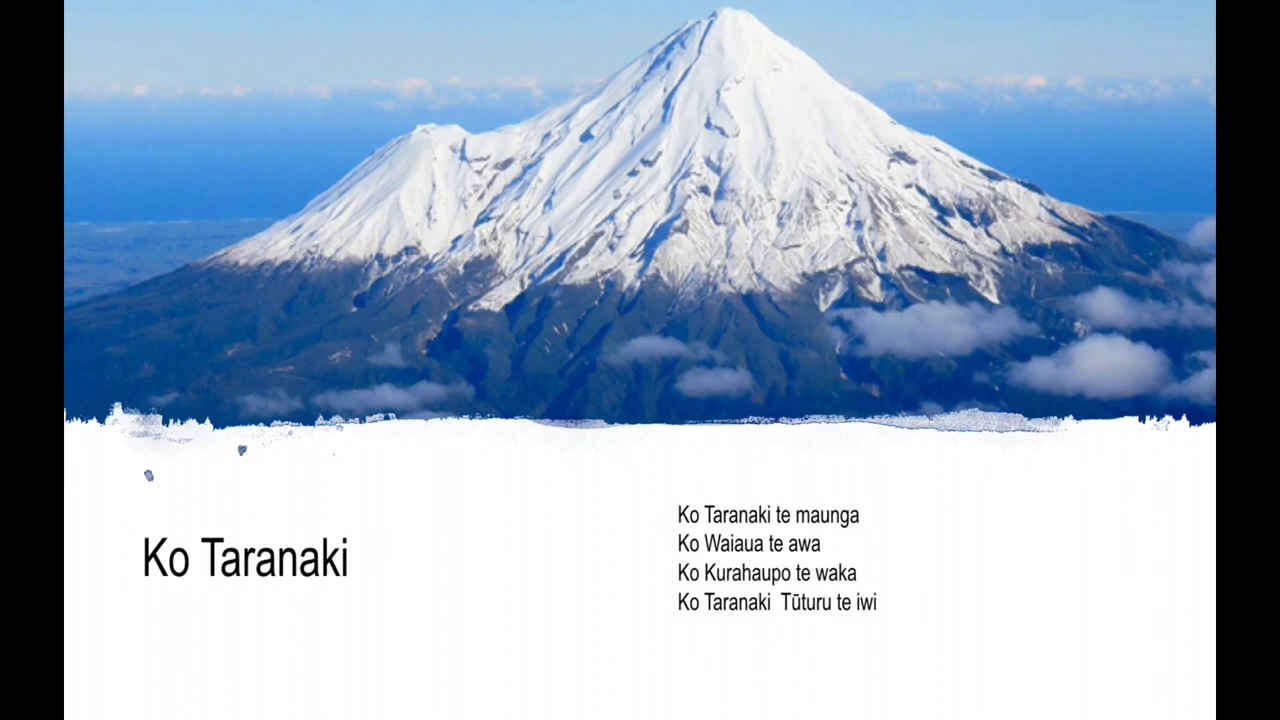 Ko Taranaki
Ko Taranaki te maunga
Ko Waiaua te awa
Ko Kurahaupo te waka
Ko Taranaki Tūturu te iwi